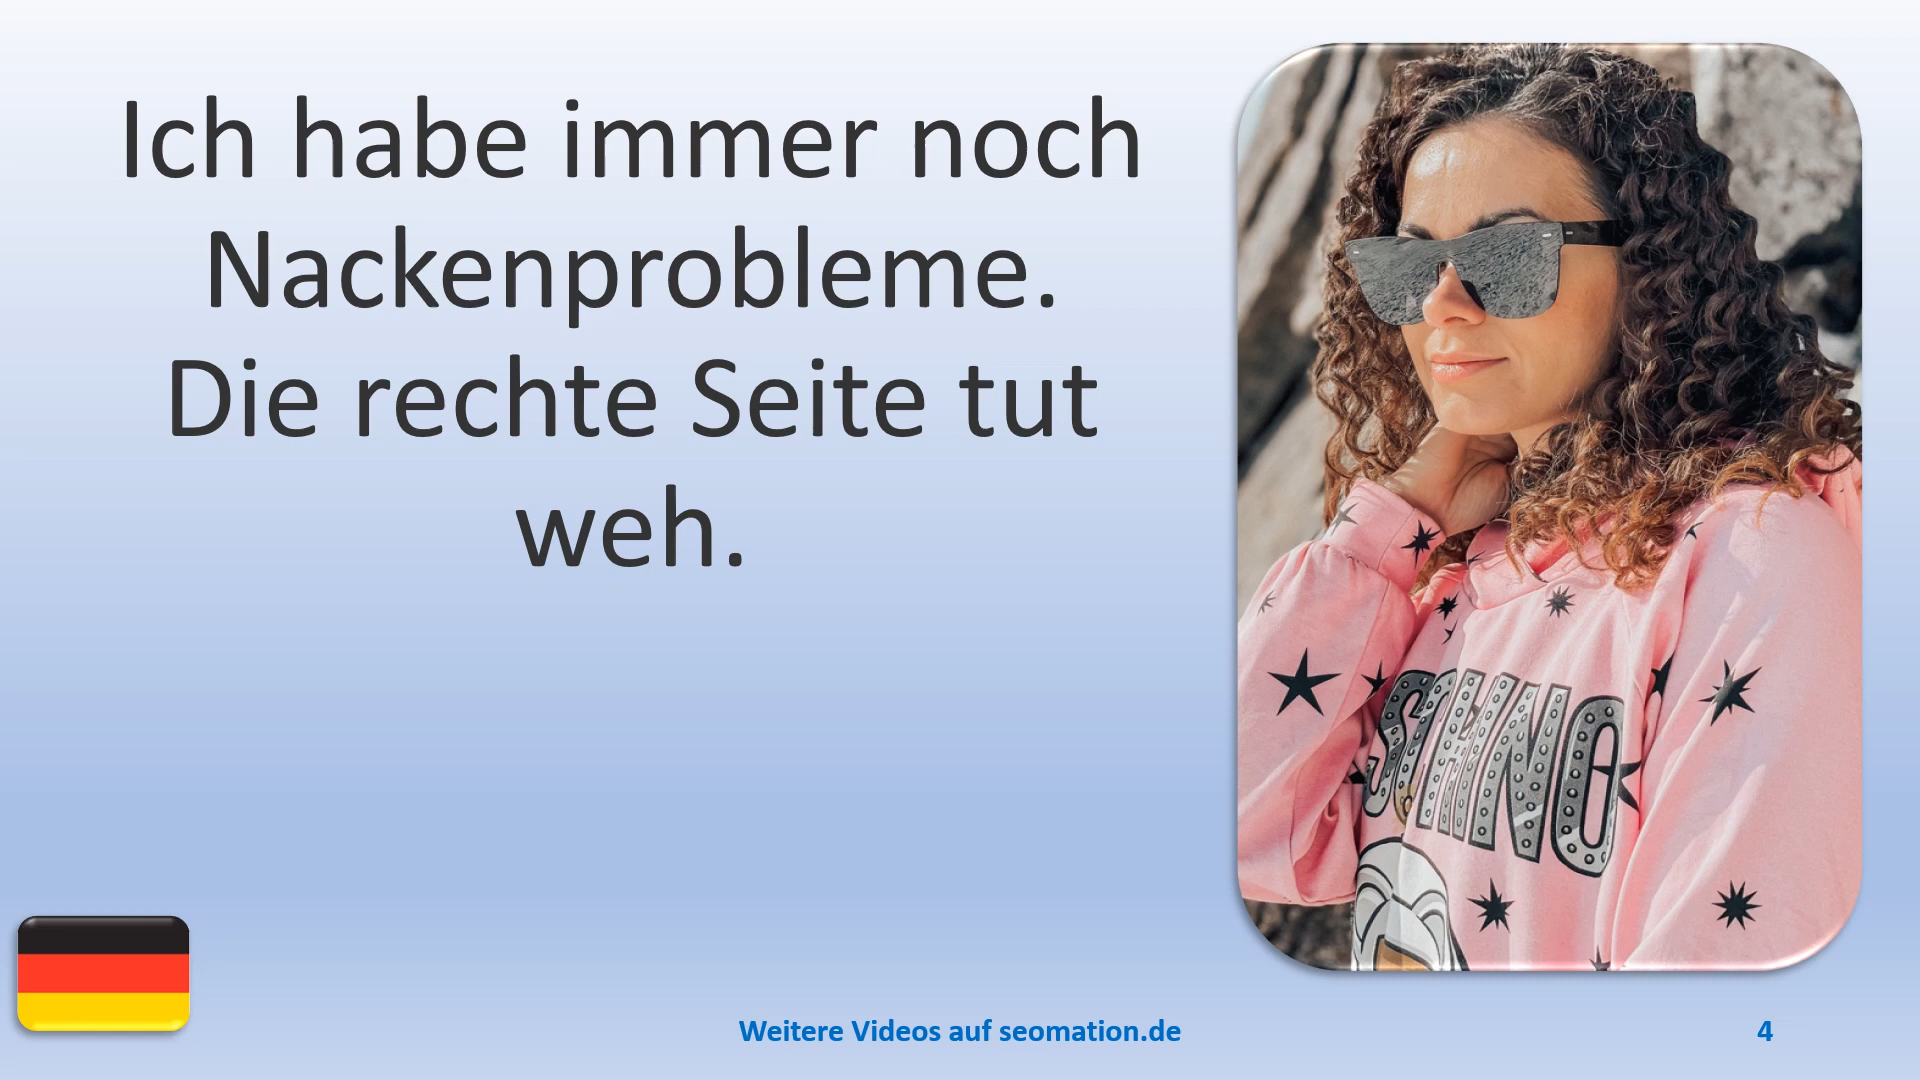 Ich habe immer noch
Nackenprobleme.
Die rechte Seite tut
weh.
Weitere Videos auf seomation.de
4